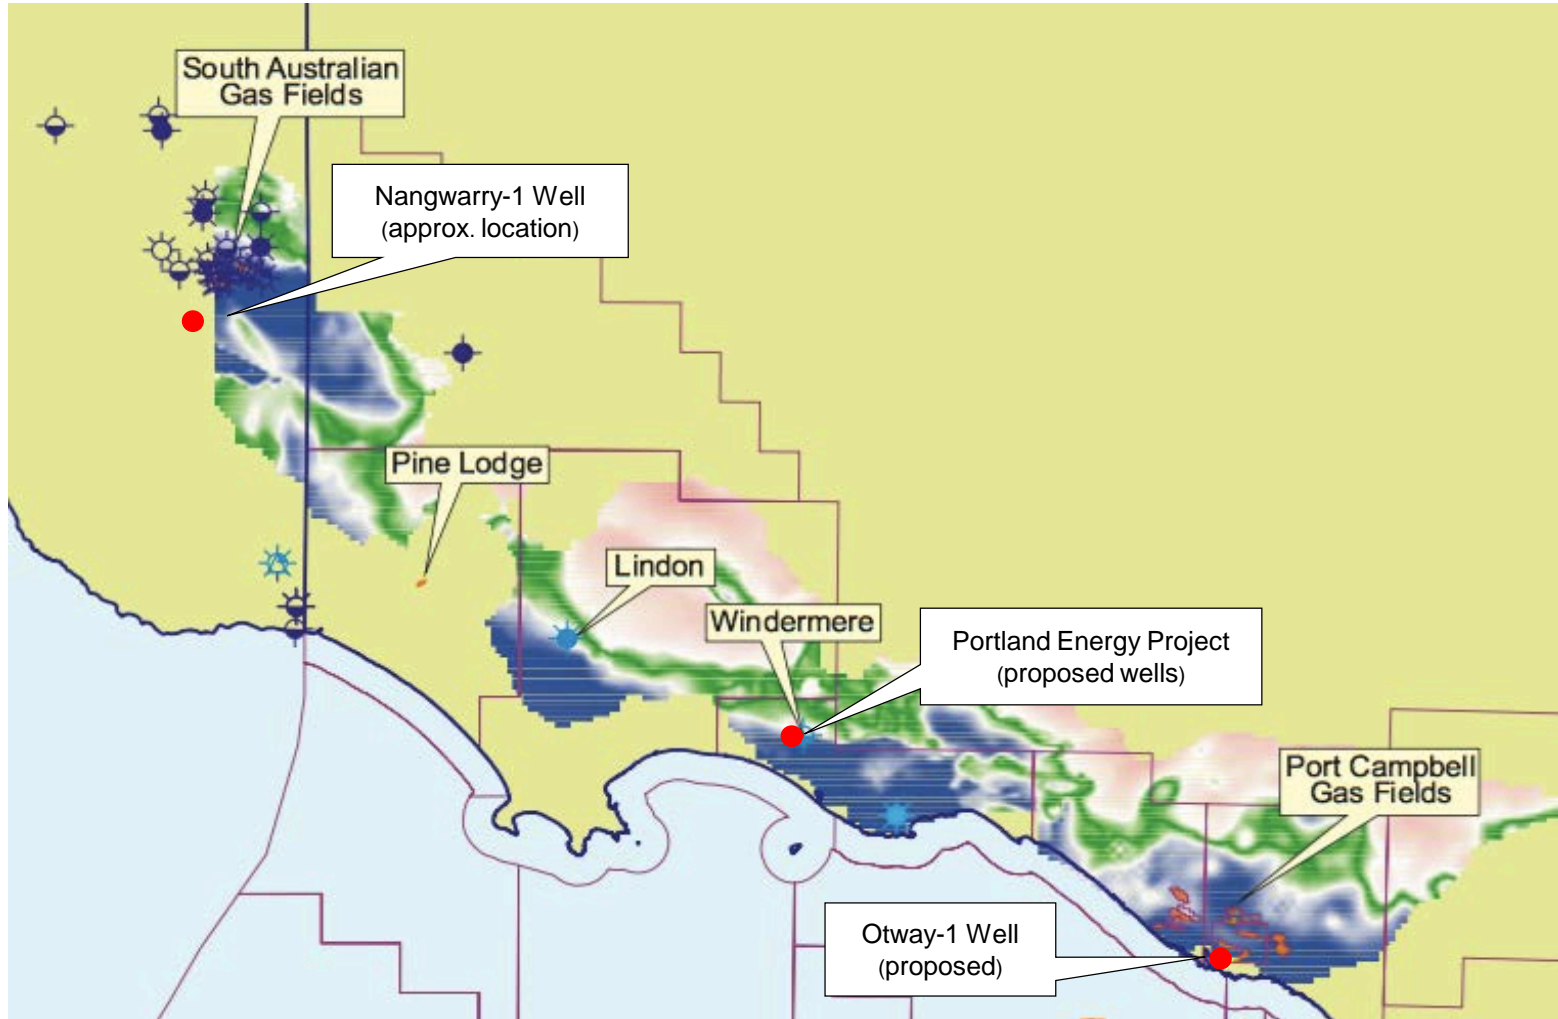 South Australian
Gas Fields
Nangwarry-1 Well
(approx. location)
Pine Lodge
Lindon
Windermere
Portland Energy Project
(proposed wells)
Port Campbell
Gas Fields
Otway-1 Well
(proposed)